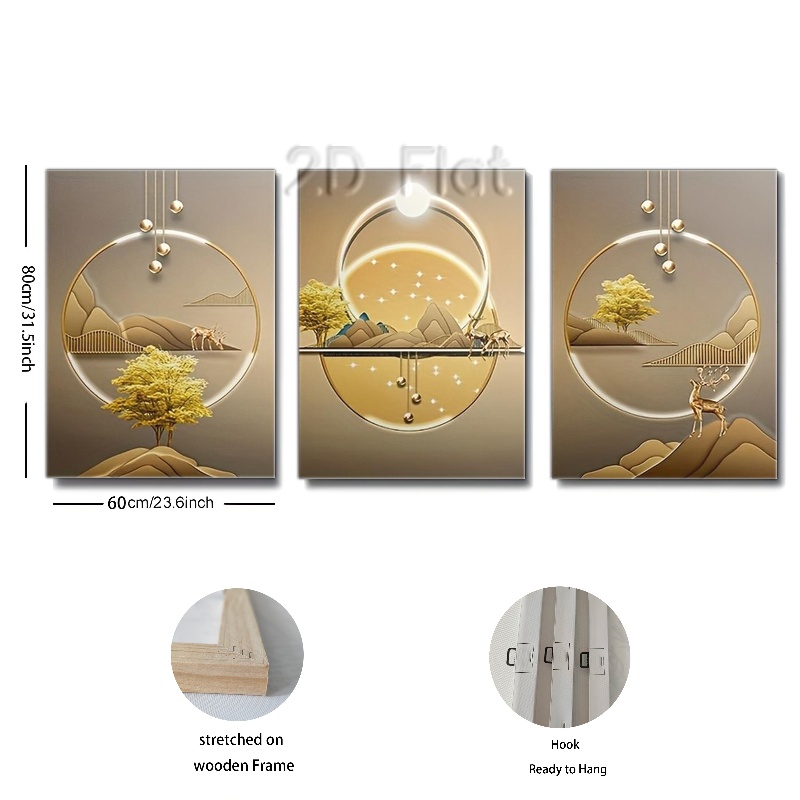 2D Flat
80cm/31.5inch
60cm/23.6inch
stretched on
wooden Frame
Hook
Ready to Hang